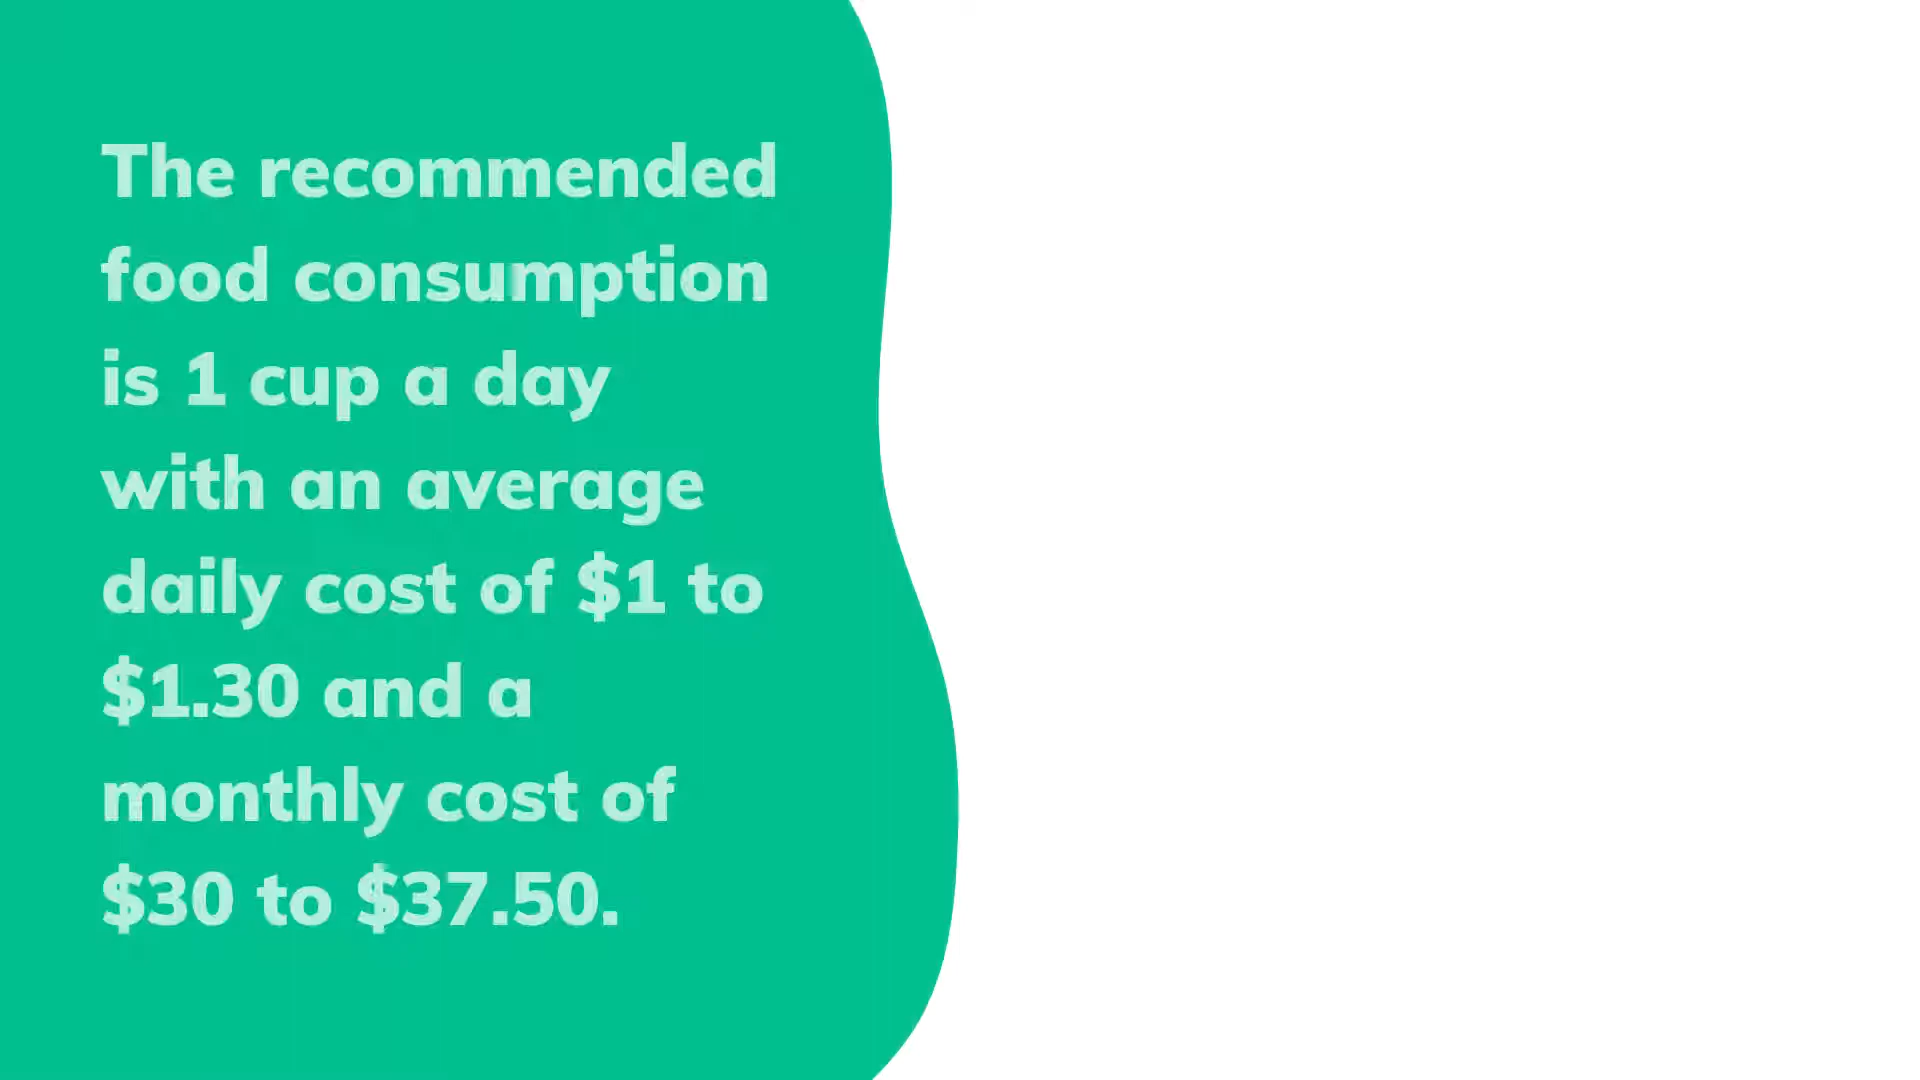 The recommended
food consumption
is 1 cup a day
with an average
daily cost of $1 to
$1.30 and a
monthly cost of
$30 to $37.50.